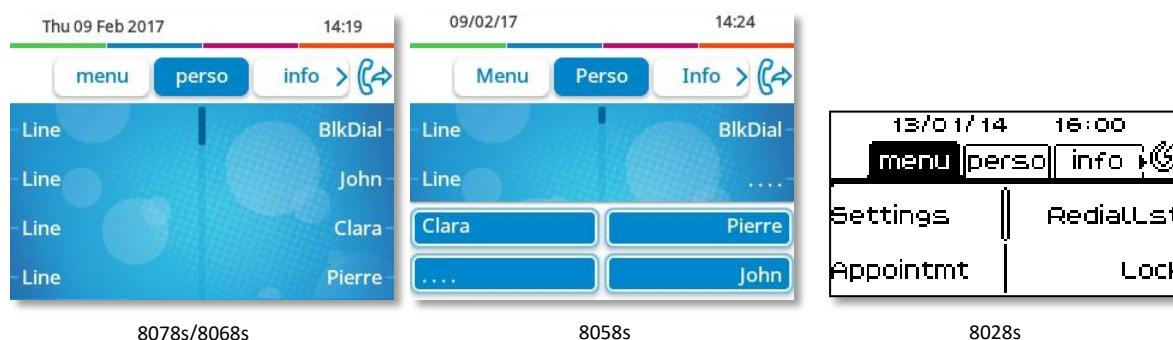 Thu 09 Feb 2017 14:19
menu perso info
Line BlkDial
Line John
Line Clara
Line Pierre
8078s/8068s
09/02/17 14:24
Menu Perso Info
Line BlkDial
Line ....
Clara Pierre
.... John
8058s
13/01/14 16:00
menu perso info
Settings RedialLst
Appointmt Lock
8028s